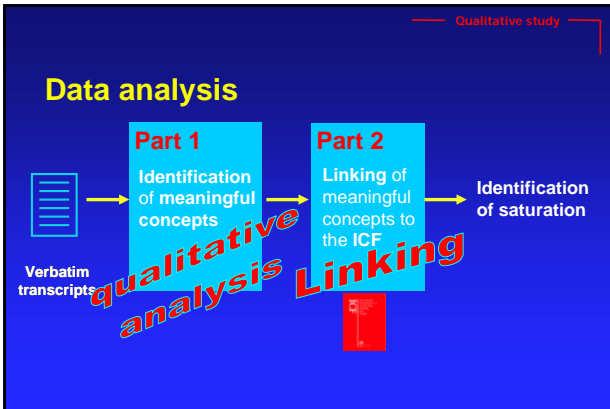 Qualitative study
Data analysis
Part 1
Identification
of meaningful
concepts
Part 2
Linking of
meaningful
concepts to
the ICF
Identification
of saturation
Verbatim
transcripts
qualitative
analysis
Linking